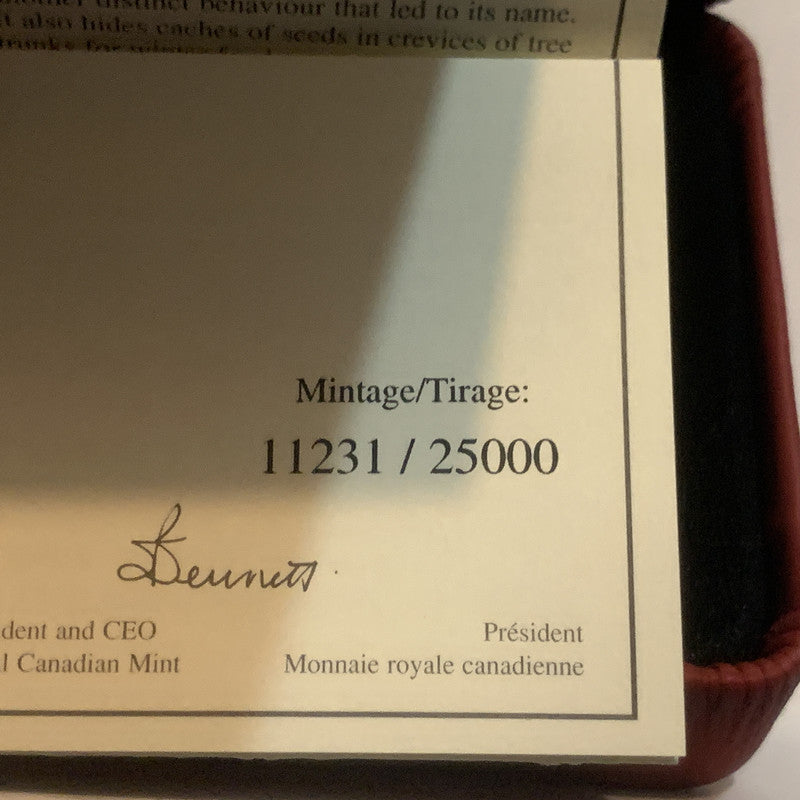 distinct behaviour that led to its name.
also hides caches of seeds in crevices of tree
Mintage/Tirage:
11231 / 25000
Bennett
dent and CEO
Président
l Canadian Mint
Monnaie royale canadienne